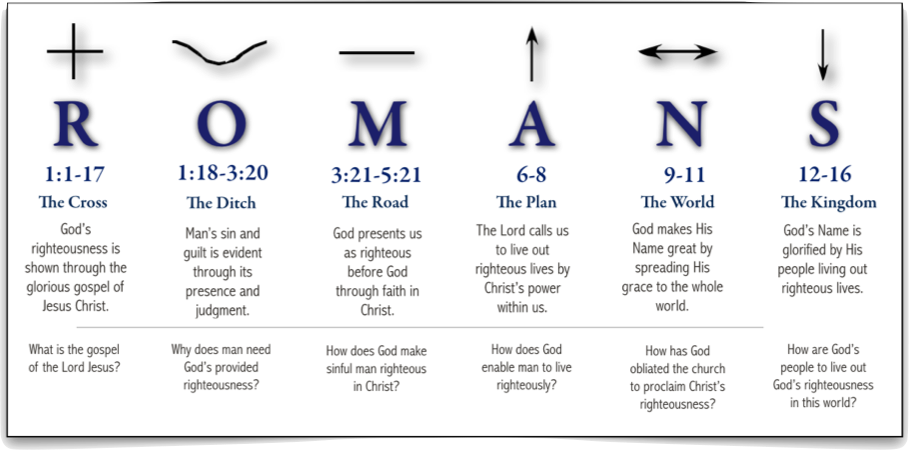 R O M A N S
1:1-17 1:18-3:20 3:21-5:21 6-8 9-11 12-16
The Cross The Ditch The Road The Plan The World The Kingdom
God's
righteousness is
shown through the
glorious gospel of
Jesus Christ.
Man's sin and
guilt is evident
through its
presence and
judgment.
God presents us
as righteous
before God
through faith in
Christ.
The Lord calls us
to live out
righteous lives by
Christ's power
within us.
God makes His
Name great by
spreading His
grace to the whole
world.
God's Name is
glorified by His
people living out
righteous lives.
What is the gospel
of the Lord Jesus?
Why does man need
God's provided
righteousness?
How does God make
sinful man righteous
in Christ?
How does God
enable man to live
righteously?
How has God
obliated the church
to proclaim Christ's
righteousness?
How are God's
people to live out
God's righteousness
in this world?